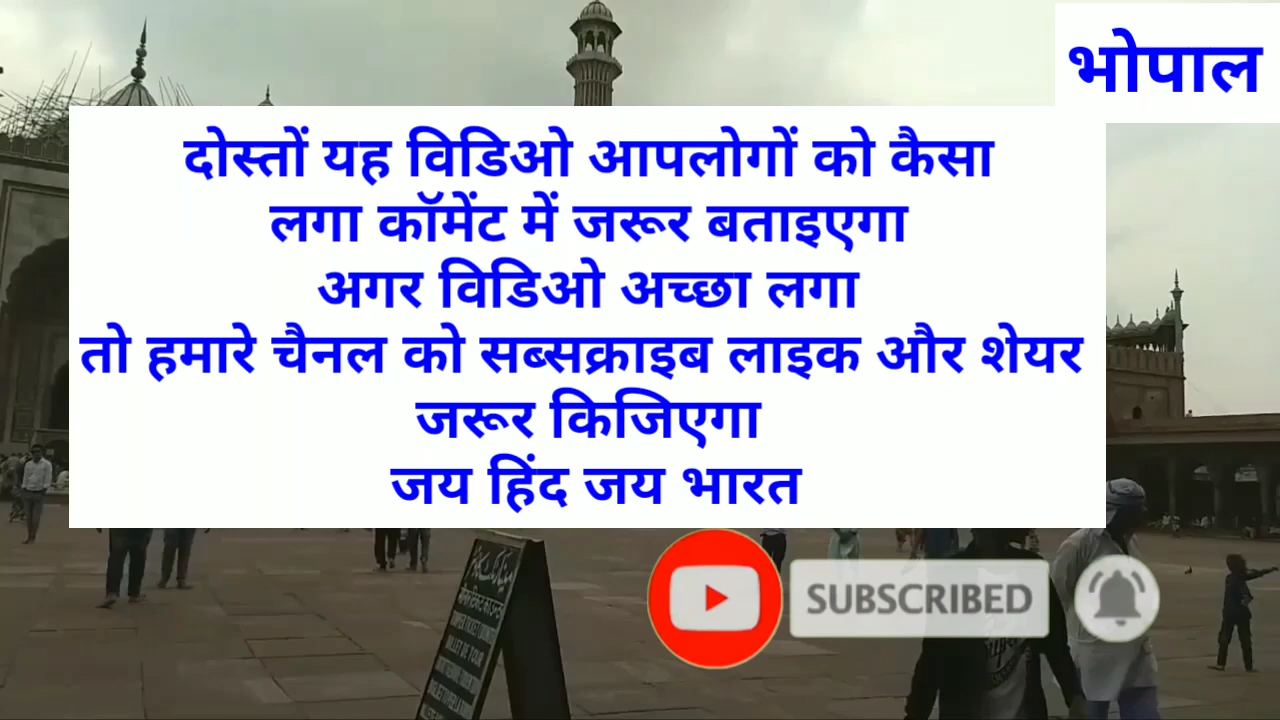 भोपाल
दोस्तों यह विडिओ आपलोगों को कैसा
लगा कॉमेंट में जरूर बताइएगा
अगर विडिओ अच्छा लगा
तो हमारे चैनल को सब्सक्राइब लाइक और शेयर
जरूर किजिएगा
जय हिंद जय भारत
SUBSCRIBED